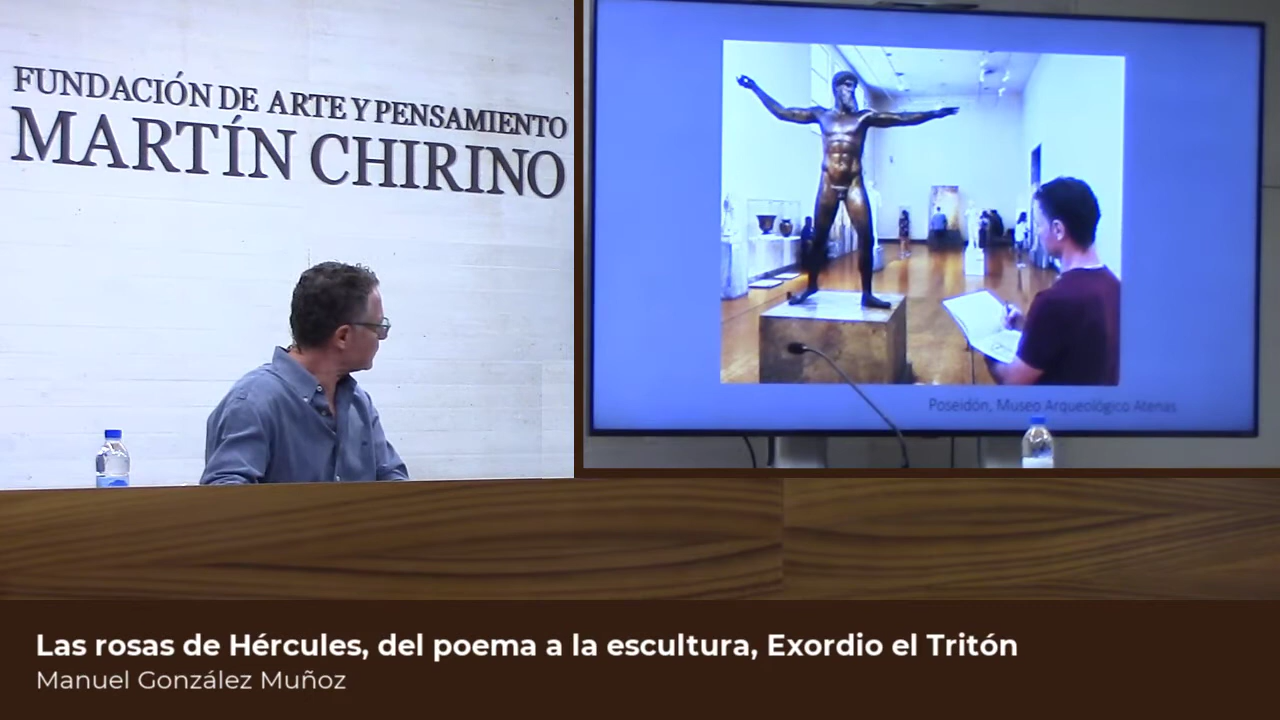 FUNDACIÓN DE ARTE Y PENSAMIENTO
MARTÍN CHIRINO
Poseidón, Museo Arqueológico Atenas
Las rosas de Hércules, del poema a la escultura, Exordio el Tritón
Manuel González Muñoz